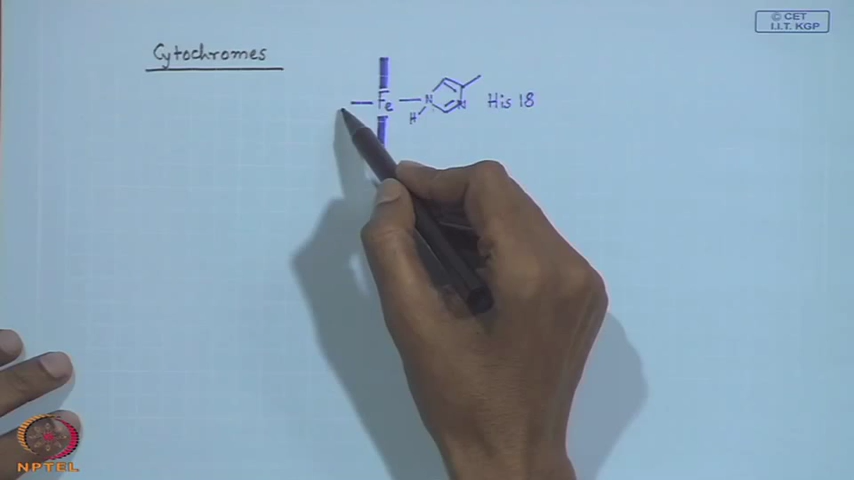 © CET
I.I.T. KGP
Cytochromes
Fe N N His 18
H
NPTEL